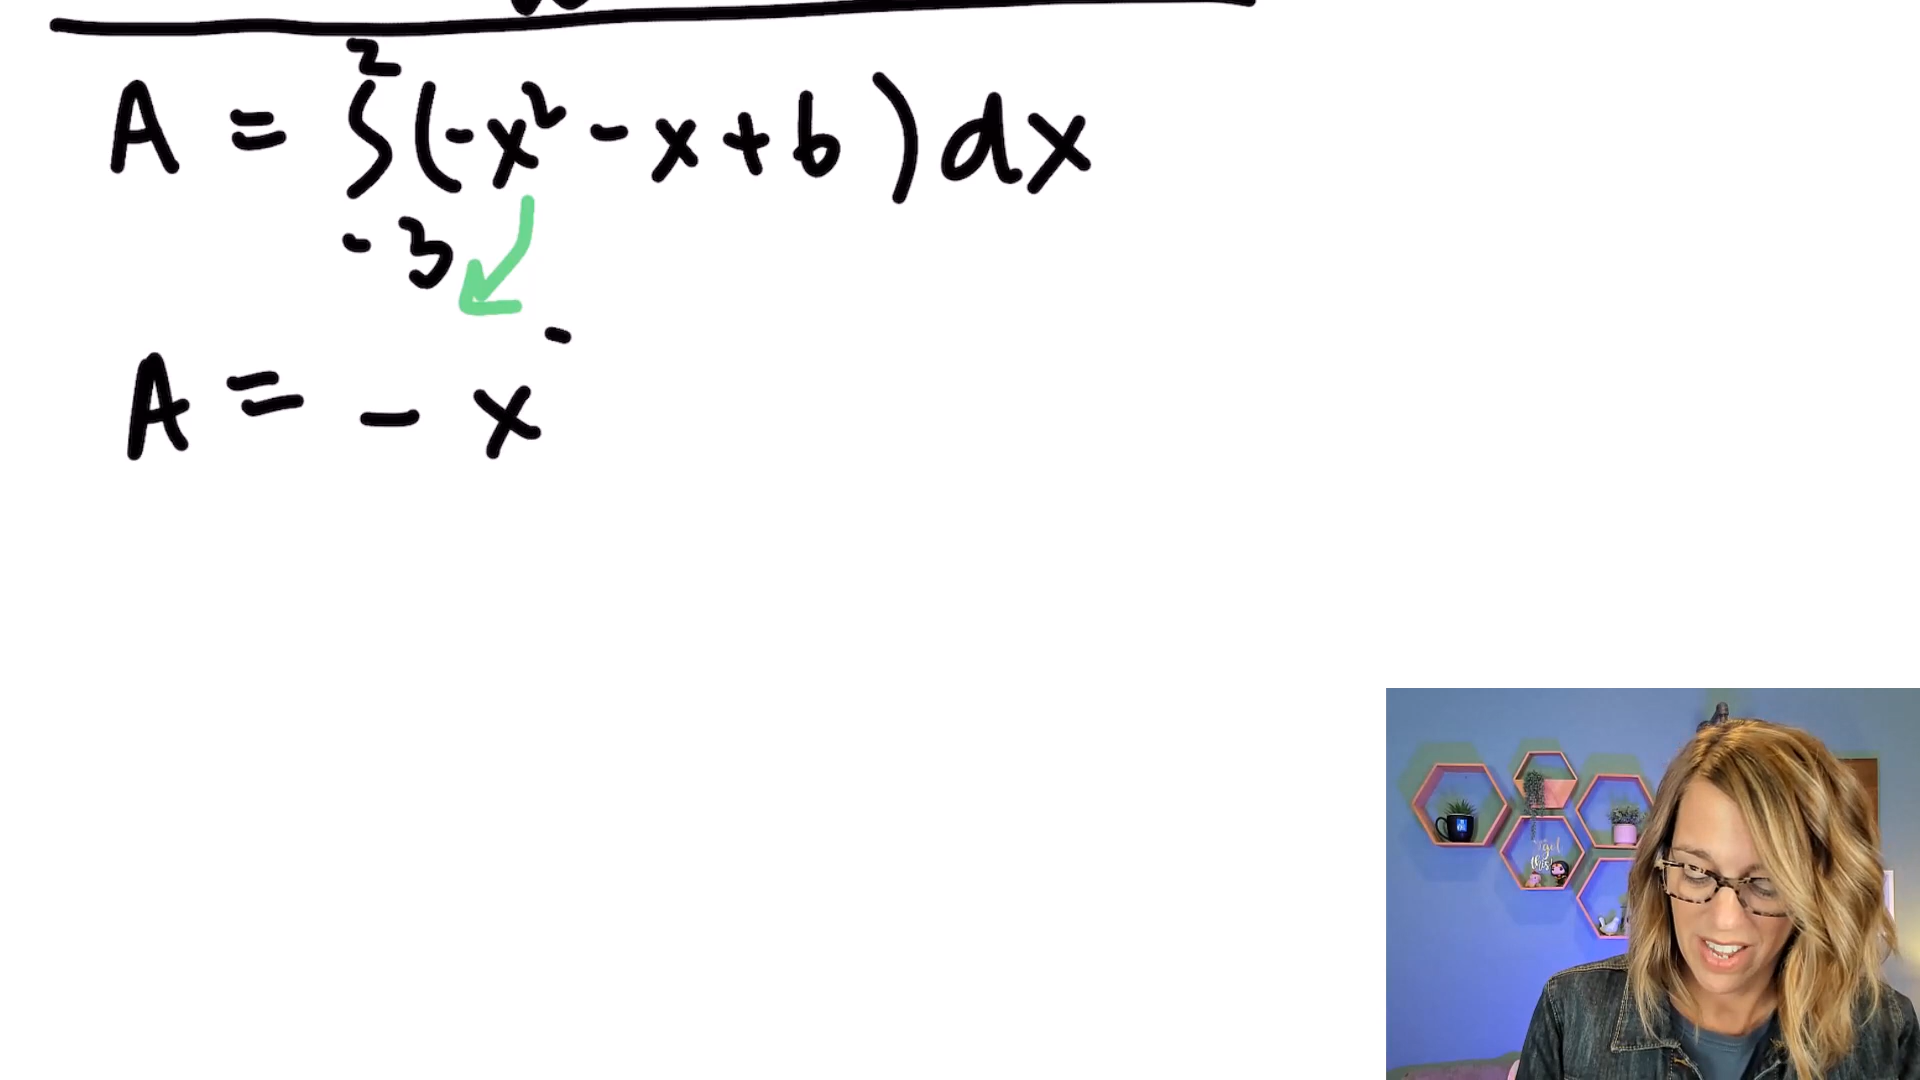 A = ∫₋₃² (-x² - x + 6) dx
A = - x⁻